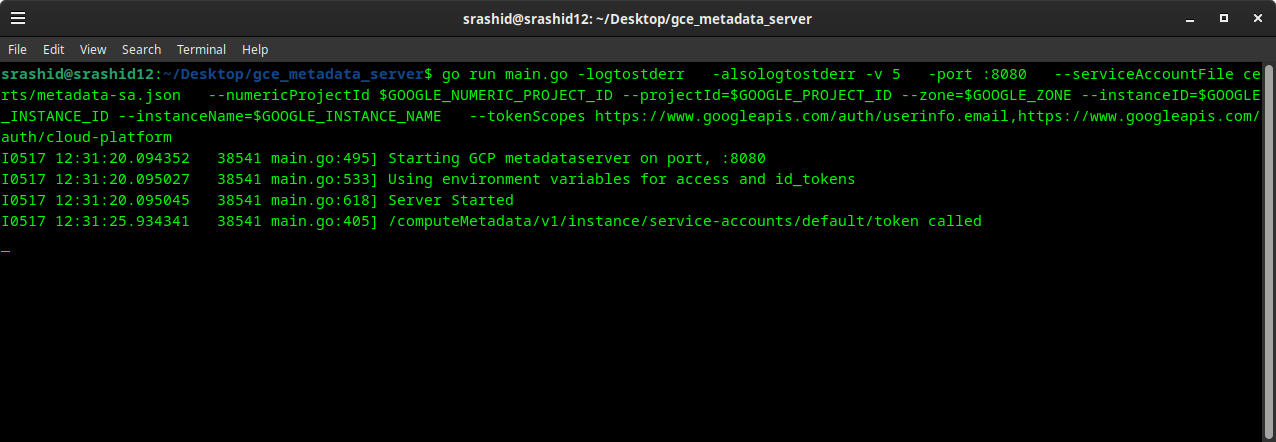 srashid@srashid12: ~/Desktop/gce_metadata_server
File Edit View Search Terminal Help
srashid@srashid12:~/Desktop/gce_metadata_server$ go run main.go -logtostderr   -alsologtostderr -v 5   -port :8080   --serviceAccountFile ce
rts/metadata-sa.json   --numericProjectId $GOOGLE_NUMERIC_PROJECT_ID --projectId=$GOOGLE_PROJECT_ID --zone=$GOOGLE_ZONE --instanceID=$GOOGLE
_INSTANCE_ID --instanceName=$GOOGLE_INSTANCE_NAME   --tokenScopes https://www.googleapis.com/auth/userinfo.email,https://www.googleapis.com/
auth/cloud-platform
I0517 12:31:20.094352   38541 main.go:495] Starting GCP metadataserver on port, :8080
I0517 12:31:20.095027   38541 main.go:533] Using environment variables for access and id_tokens
I0517 12:31:20.095045   38541 main.go:618] Server Started
I0517 12:31:25.934341   38541 main.go:405] /computeMetadata/v1/instance/service-accounts/default/token called